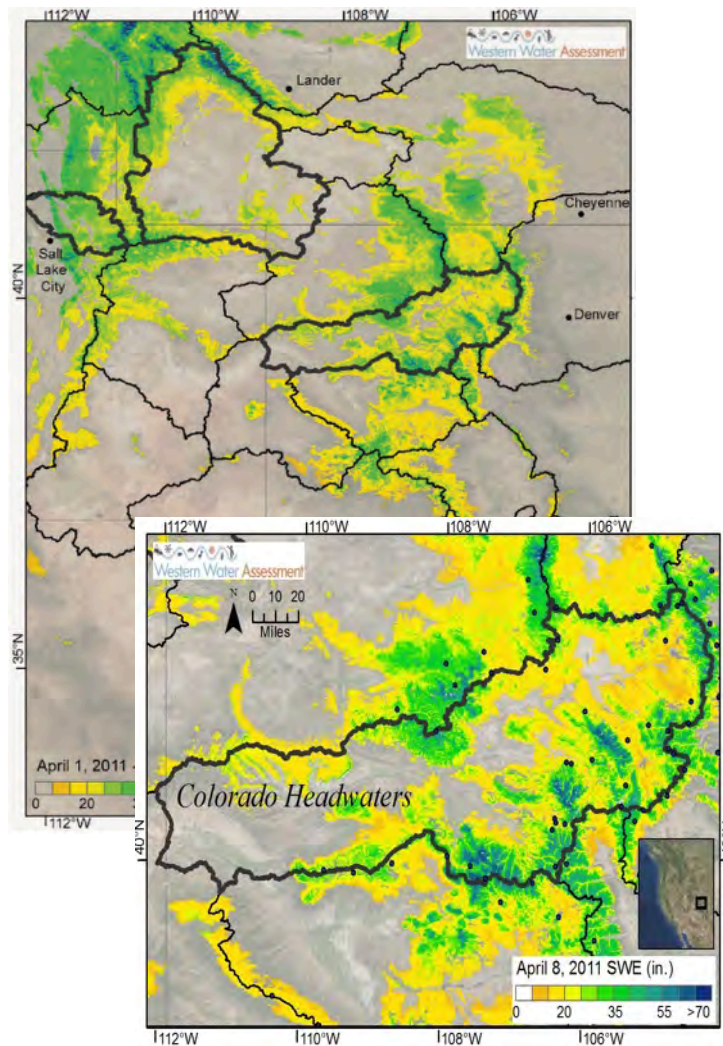 112°W
110°W
108°W
106°W
Western Water Assessment
Lander
Cheyenne
Salt
Lake
City
40°N
Denver
35°N
April 1, 2011
0
20
112°W
112°W
110°W
108°W
106°W
Western Water Assessment
N
0 10 20
Miles
Colorado Headwaters
40°N
April 8, 2011 SWE (in.)
0 20 35 55 >70
112°W
110°W
108°W
106°W